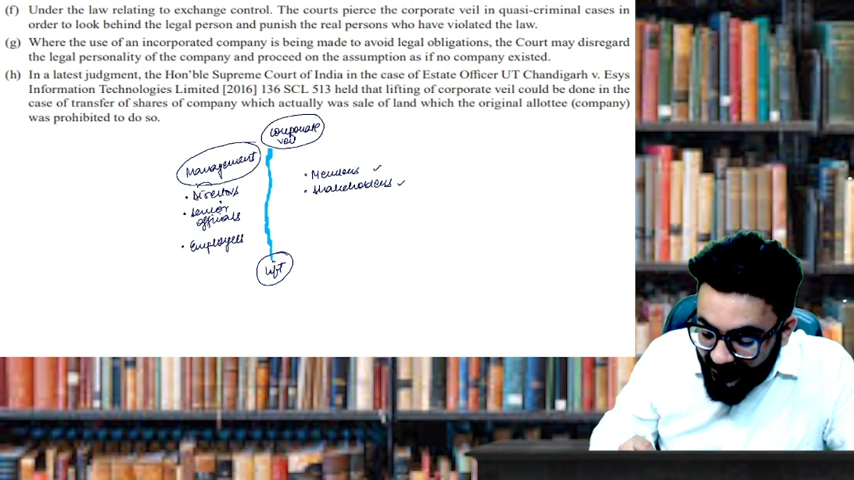 (f) Under the law relating to exchange control. The courts pierce the corporate veil in quasi-criminal cases in
order to look behind the legal person and punish the real persons who have violated the law.
(g) Where the use of an incorporated company is being made to avoid legal obligations, the Court may disregard
the legal personality of the company and proceed on the assumption as if no company existed.
(h) In a latest judgment, the Hon'ble Supreme Court of India in the case of Estate Officer UT Chandigarh v. Esys
Information Technologies Limited [2016] 136 SCL 513 held that lifting of corporate veil could be done in the
case of transfer of shares of company which actually was sale of land which the original allottee (company)
was prohibited to do so.
Corporate
veil
Management
• Directors
• Senior
officials
• Employees
• Members ✓
• Stakeholders ✓
Lift